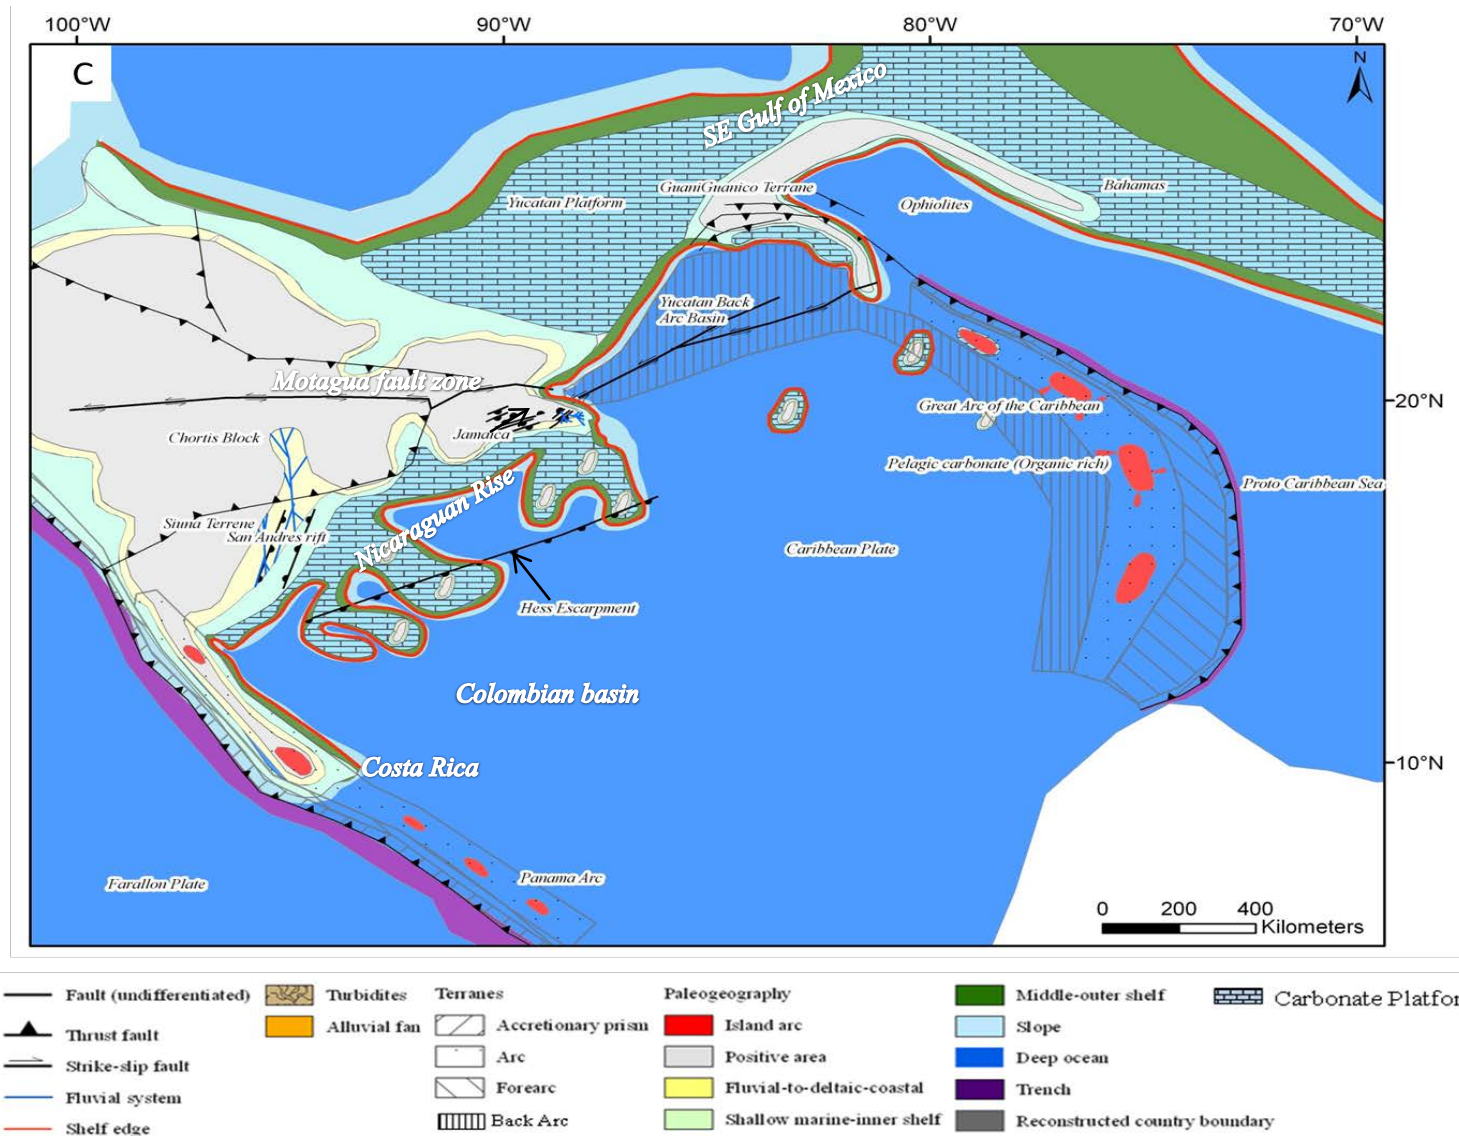 100°W 90°W 80°W 70°W
C
N
SE Gulf of Mexico
GuaniGuanico Terrane
Bahamas
Yucatan Platform
Ophiolites
Yucatan Back
Arc Basin
Motagua fault zone
20°N
Great Arc of the Caribbean
Chortis Block
Jamaica
Pelagic carbonate (Organic rich)
Proto Caribbean Sea
Nicaraguan Rise
Siuna Terrene
San Andres rift
Caribbean Plate
Hess Escarpment
Colombian basin
Costa Rica
10°N
Farallon Plate
Panama Arc
0 200 400
Kilometers
Fault (undifferentiated)
Thrust fault
Strike-slip fault
Fluvial system
Shelf edge
Turbidites
Alluvial fan
Terranes
Accretionary prism
Arc
Forearc
Back Arc
Paleogeography
Island arc
Positive area
Fluvial-to-deltaic-coastal
Shallow marine-inner shelf
Middle-outer shelf
Slope
Deep ocean
Trench
Reconstructed country boundary
Carbonate Platfor